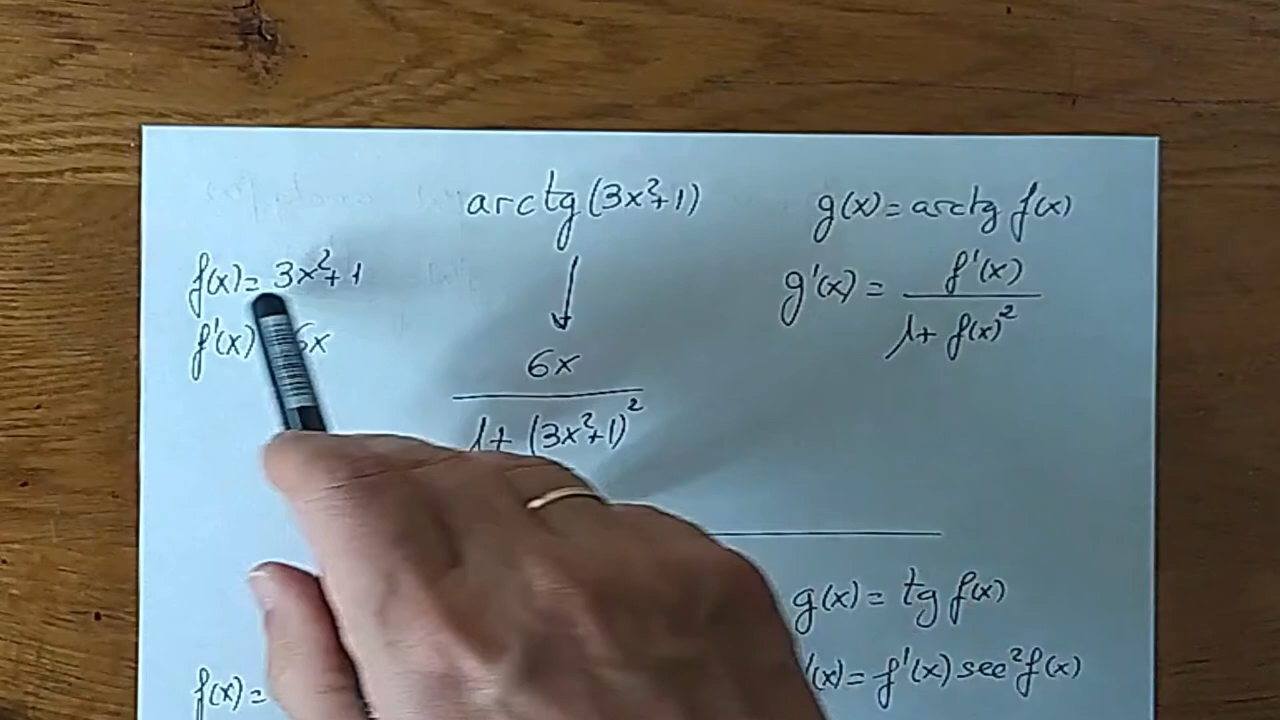 arctg (3x²+1)
g(x) = arctg f(x)
f(x) = 3x²+1
g'(x) = f'(x) / 1+ f(x)²
f'(x) 6x
6x / 1+ (3x²+1)²
g(x) = tg f(x)
'(x) = f'(x) sec² f(x)
f(x) =